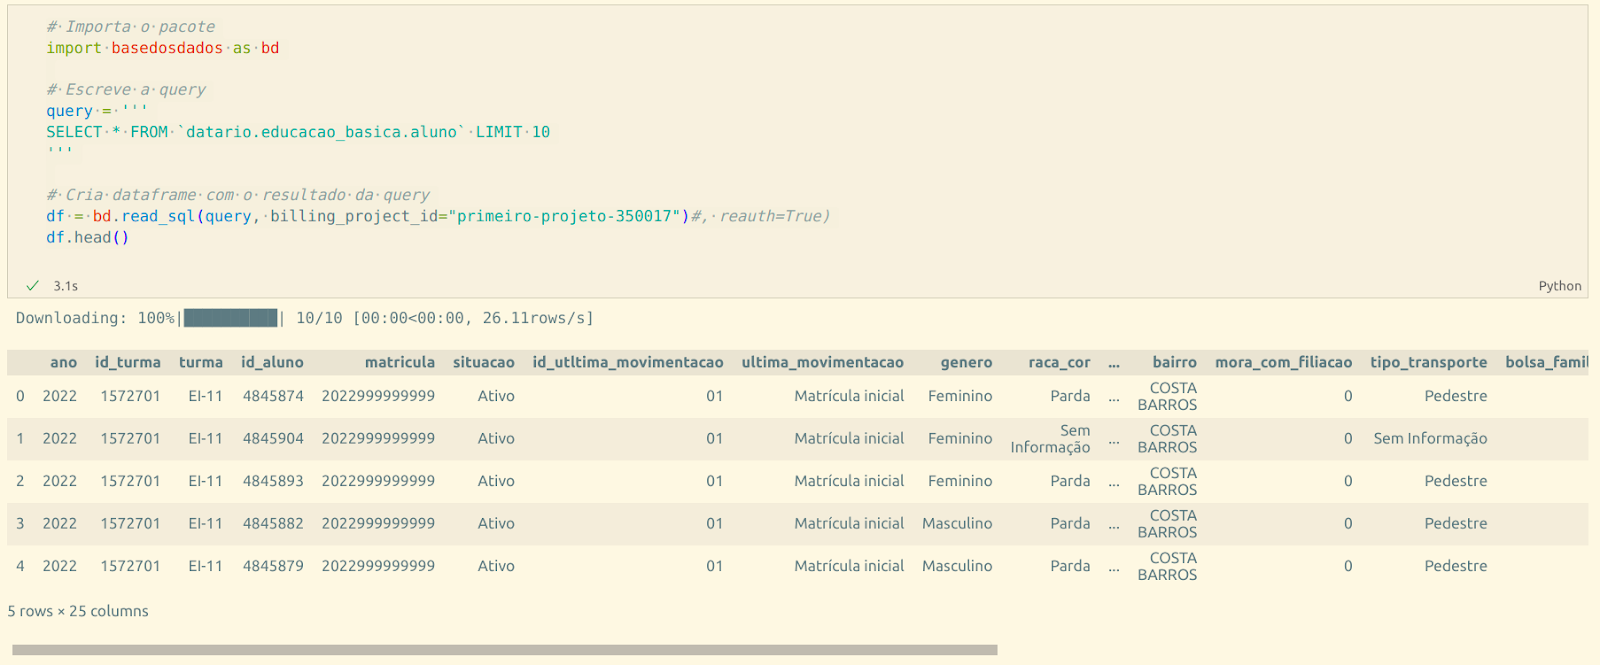 # Importa o pacote
import basedosdados as bd
# Escreve a query
query = '''
SELECT * FROM `datario.educacao_basica.aluno` LIMIT 10
'''
# Cria dataframe com o resultado da query
df = bd.read_sql(query, billing_project_id="primeiro-projeto-350017")#, reauth=True)
df.head()
✓ 3.1s Python
Downloading: 100%|██████████| 10/10 [00:00<00:00, 26.11rows/s]
ano id_turma turma id_aluno matricula situacao id_utltima_movimentacao ultima_movimentacao genero raca_cor ... bairro mora_com_filiacao tipo_transporte bolsa_famil
0 2022 1572701 EI-11 4845874 2022999999999 Ativo 01 Matrícula inicial Feminino Parda ... COSTA BARROS 0 Pedestre
1 2022 1572701 EI-11 4845904 2022999999999 Ativo 01 Matrícula inicial Feminino Sem Informação ... COSTA BARROS 0 Sem Informação
2 2022 1572701 EI-11 4845893 2022999999999 Ativo 01 Matrícula inicial Feminino Parda ... COSTA BARROS 0 Pedestre
3 2022 1572701 EI-11 4845882 2022999999999 Ativo 01 Matrícula inicial Masculino Parda ... COSTA BARROS 0 Pedestre
4 2022 1572701 EI-11 4845879 2022999999999 Ativo 01 Matrícula inicial Masculino Parda ... COSTA BARROS 0 Pedestre
5 rows × 25 columns